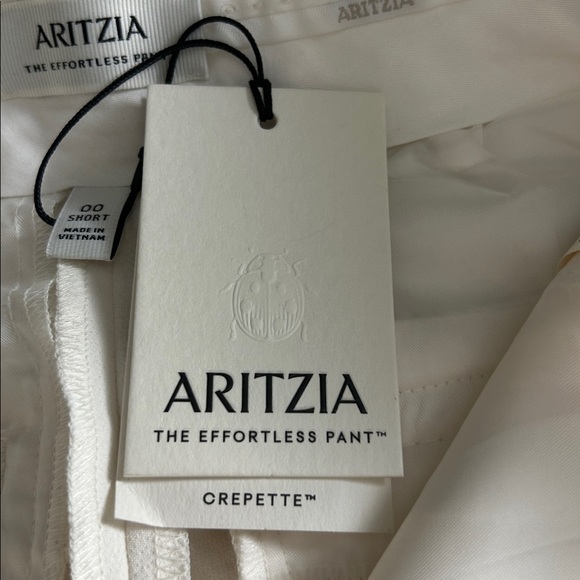 ARITZIA
THE EFFORTLESS PANT
ARITZIA
00
SHORT
MADE IN
VIETNAM
ARITZIA
THE EFFORTLESS PANT™
CREPETTE™